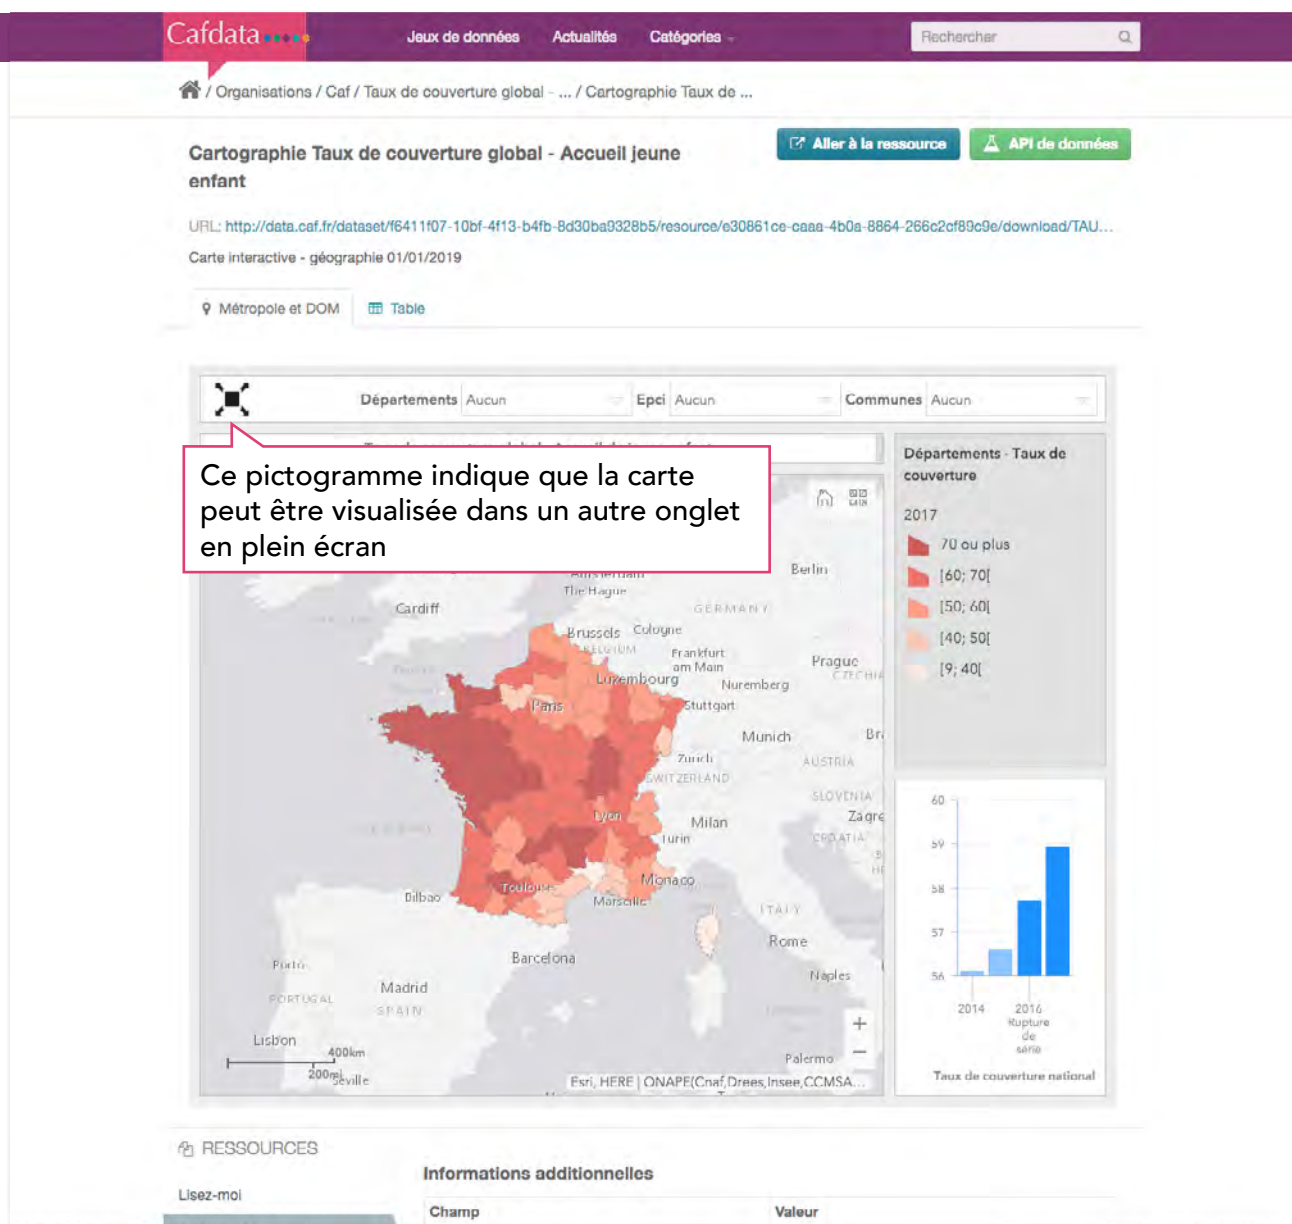 Cafdata
Jeux de données Actualités Catégories
Rechercher
/ Organisations / Caf / Taux de couverture global - ... / Cartographie Taux de ...
Cartographie Taux de couverture global - Accueil jeune
enfant
Aller à la ressource
API de données
URL: http://data.caf.fr/dataset/f6411f07-10bf-4f13-b4fb-8d30ba9328b5/resource/e30861ce-caaa-4b0a-8864-266c2cf89c9e/download/TAU...
Carte interactive - géographie 01/01/2019
Métropole et DOM
Table
Départements Aucun
Epci Aucun
Communes Aucun
Ce pictogramme indique que la carte
peut être visualisée dans un autre onglet
en plein écran
Départements - Taux de
couverture
2017
70 ou plus
[60; 70[
[50; 60[
[40; 50[
[9; 40[
Berlin
The Hague
Cardiff
GERMANY
Brussels
Cologne
BELGIUM
Frankfurt
am Main
Prague
CZECHIA
Luxembourg
Nuremberg
Paris
Stuttgart
Munich
Zurich
AUSTRIA
SWITZERLAND
SLOVENIA
Lyon
Milan
Zagre
Turin
CROATIA
Monaco
Toulouse
Marseille
Bilbao
ITALY
Rome
Barcelona
Porto
Naples
Madrid
PORTUGAL
SPAIN
Lisbon
400km
200mi
Seville
Palermo
+
−
Esri, HERE | ONAPE(Cnaf,Drees,Insee,CCMSA...
60
59
58
57
56
2014
2016
Rupture
de
série
Taux de couverture national
RESSOURCES
Lisez-moi
Informations additionnelles
Champ
Valeur